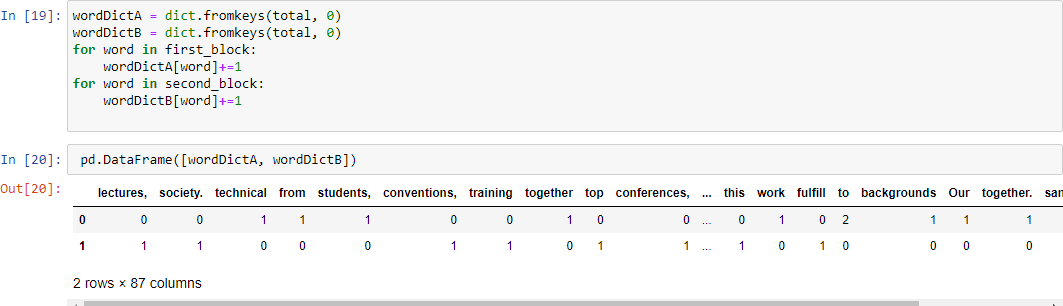 In [19]: wordDictA = dict.fromkeys(total, 0)
wordDictB = dict.fromkeys(total, 0)
for word in first_block:
    wordDictA[word]+=1
for word in second_block:
    wordDictB[word]+=1
In [20]: pd.DataFrame([wordDictA, wordDictB])
Out[20]:
lectures, society. technical from students, conventions, training together top conferences, ... this work fulfill to backgrounds Our together. san
0 0 0 1 1 1 0 0 1 0 0 ... 0 1 0 2 1 1 1
1 1 1 0 0 0 1 1 0 1 1 ... 1 0 1 0 0 0 0
2 rows × 87 columns